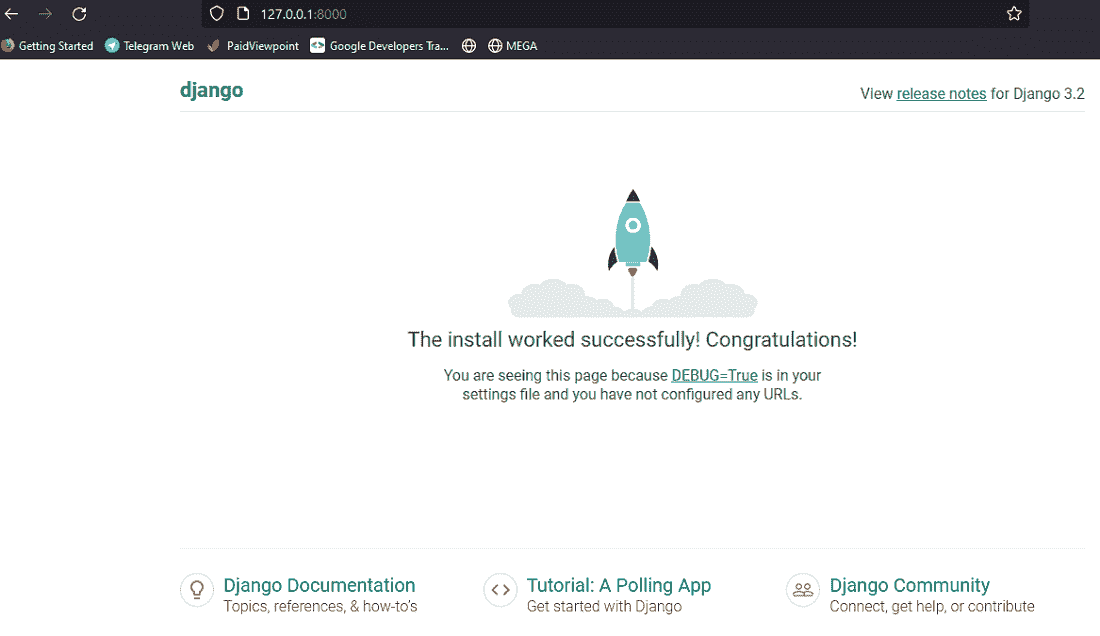 127.0.0.1:8000
Getting Started Telegram Web PaidViewpoint Google Developers Tra... MEGA
django
View release notes for Django 3.2
The install worked successfully! Congratulations!
You are seeing this page because DEBUG=True is in your
settings file and you have not configured any URLs.
Django Documentation
Topics, references, & how-to's
Tutorial: A Polling App
Get started with Django
Django Community
Connect, get help, or contribute